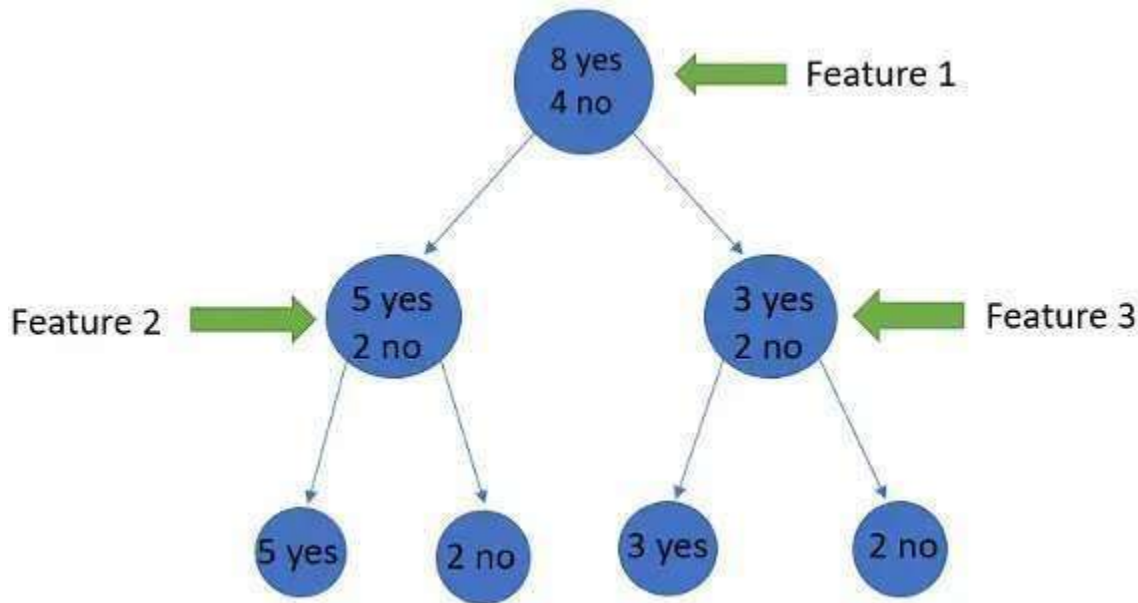 8 yes
4 no
Feature 1
Feature 2
5 yes
2 no
3 yes
2 no
Feature 3
5 yes
2 no
3 yes
2 no